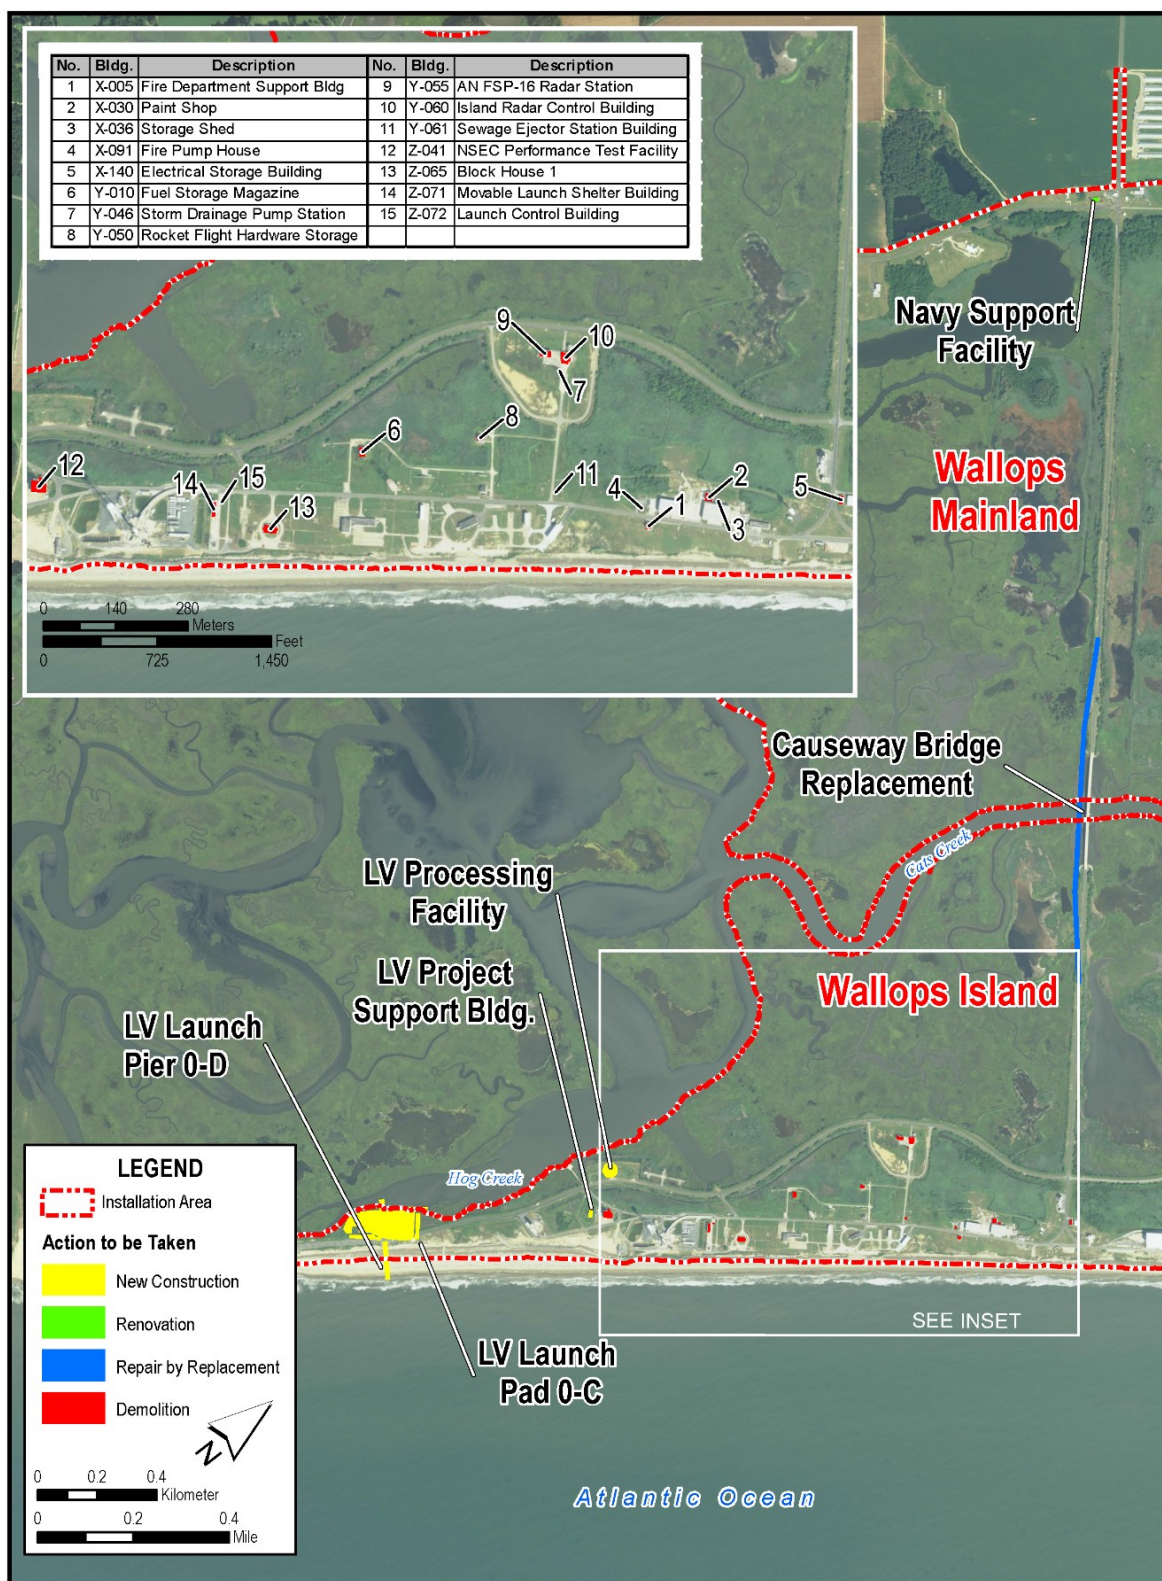 No. Bldg. Description No. Bldg. Description
1 X-005 Fire Department Support Bldg 9 Y-055 AN FSP-16 Radar Station
2 X-030 Paint Shop 10 Y-060 Island Radar Control Building
3 X-036 Storage Shed 11 Y-061 Sewage Ejector Station Building
4 X-091 Fire Pump House 12 Z-041 NSEC Performance Test Facility
5 X-140 Electrical Storage Building 13 Z-065 Block House 1
6 Y-010 Fuel Storage Magazine 14 Z-071 Movable Launch Shelter Building
7 Y-046 Storm Drainage Pump Station 15 Z-072 Launch Control Building
8 Y-050 Rocket Flight Hardware Storage
9
10
7
8
6
12
14
15
13
11
4
1
2
3
5
0 140 280
Meters
Feet
0 725 1,450
Navy Support
Facility
Wallops
Mainland
Causeway Bridge
Replacement
Cats Creek
LV Processing
Facility
LV Project
Support Bldg.
Wallops Island
LV Launch
Pier 0-D
Hog Creek
SEE INSET
LV Launch
Pad 0-C
Atlantic Ocean
LEGEND
Installation Area
Action to be Taken
New Construction
Renovation
Repair by Replacement
Demolition
N
0 0.2 0.4
Kilometer
0 0.2 0.4
Mile